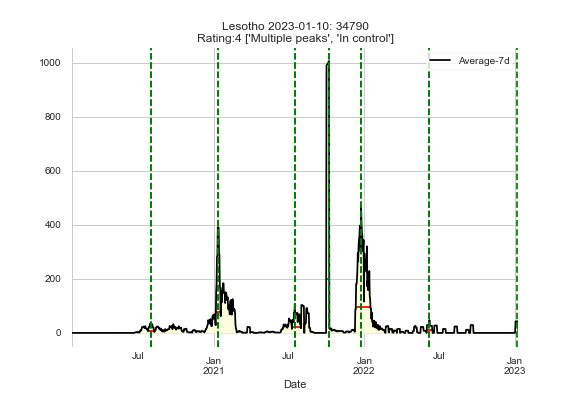 Lesotho 2023-01-10: 34790
Rating:4 ['Multiple peaks', 'In control']
Average-7d
1000
800
600
400
200
0
Jul
Jan
2021
Jul
Jan
2022
Jul
Jan
2023
Date